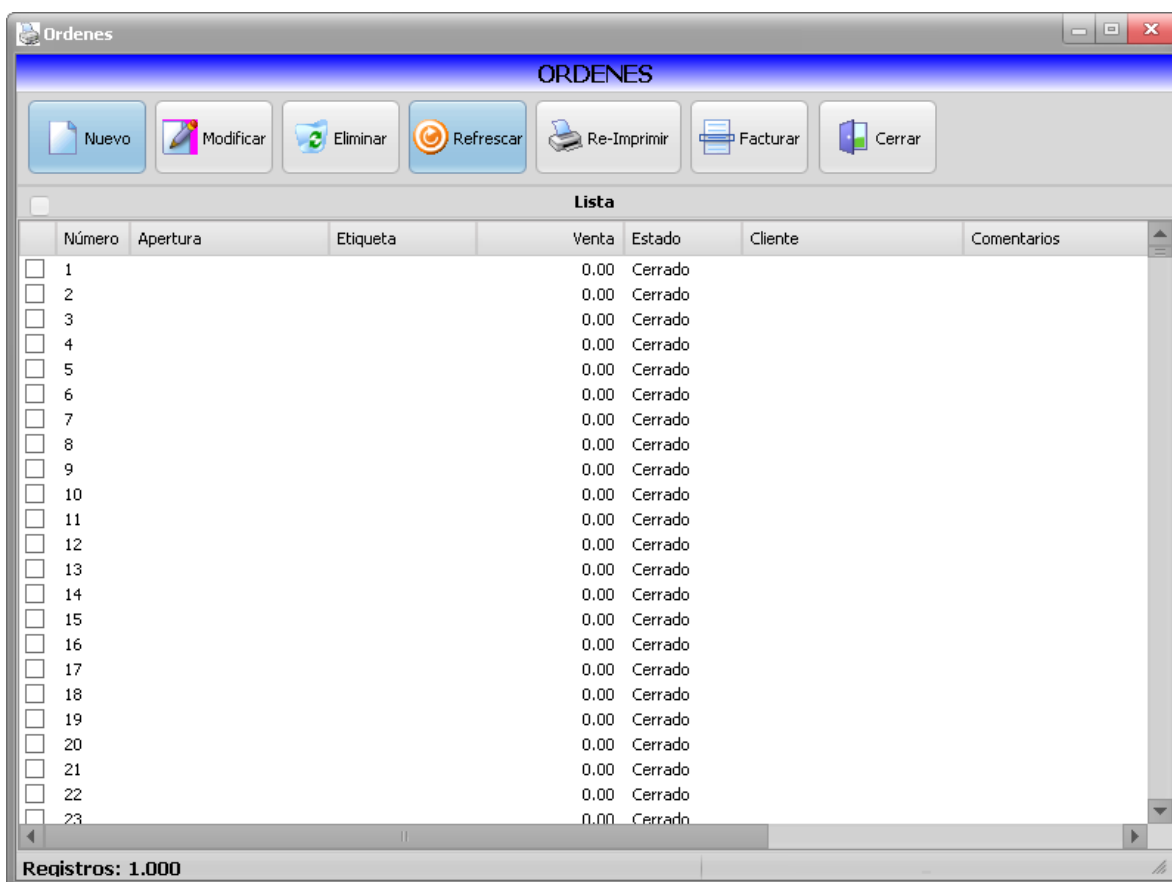 Ordenes
ORDENES
Nuevo Modificar Eliminar Refrescar Re-Imprimir Facturar Cerrar
Lista
Número Apertura Etiqueta Venta Estado Cliente Comentarios
1 0.00 Cerrado
2 0.00 Cerrado
3 0.00 Cerrado
4 0.00 Cerrado
5 0.00 Cerrado
6 0.00 Cerrado
7 0.00 Cerrado
8 0.00 Cerrado
9 0.00 Cerrado
10 0.00 Cerrado
11 0.00 Cerrado
12 0.00 Cerrado
13 0.00 Cerrado
14 0.00 Cerrado
15 0.00 Cerrado
16 0.00 Cerrado
17 0.00 Cerrado
18 0.00 Cerrado
19 0.00 Cerrado
20 0.00 Cerrado
21 0.00 Cerrado
22 0.00 Cerrado
23 0.00 Cerrado
Registros: 1.000